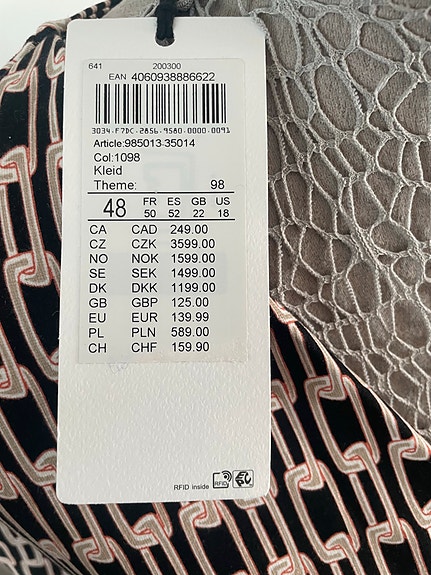 641 200300
EAN 4060938886622
3034-F7DC-2856-9580-0000-0091
Article:985013-35014
Col:1098
Kleid
Theme: 98
48 FR 50 ES 52 GB 22 US 18
CA CAD 249.00
CZ CZK 3599.00
NO NOK 1599.00
SE SEK 1499.00
DK DKK 1199.00
GB GBP 125.00
EU EUR 139.99
PL PLN 589.00
CH CHF 159.90
RFID inside RFID